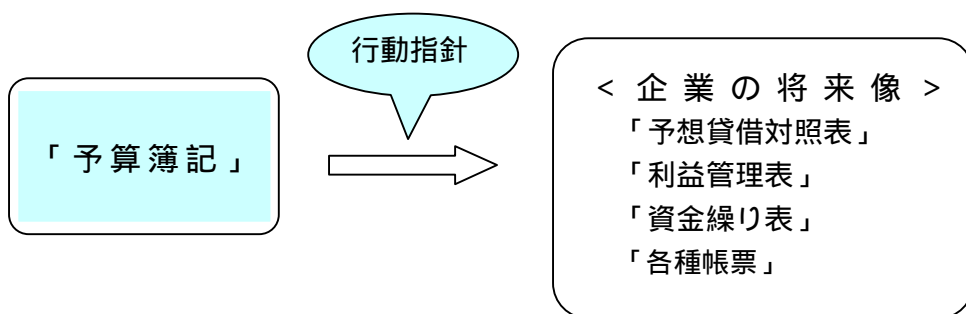 行動指針
「予算簿記」
<企業の将来像>
「予想貸借対照表」
「利益管理表」
「資金繰り表」
「各種帳票」